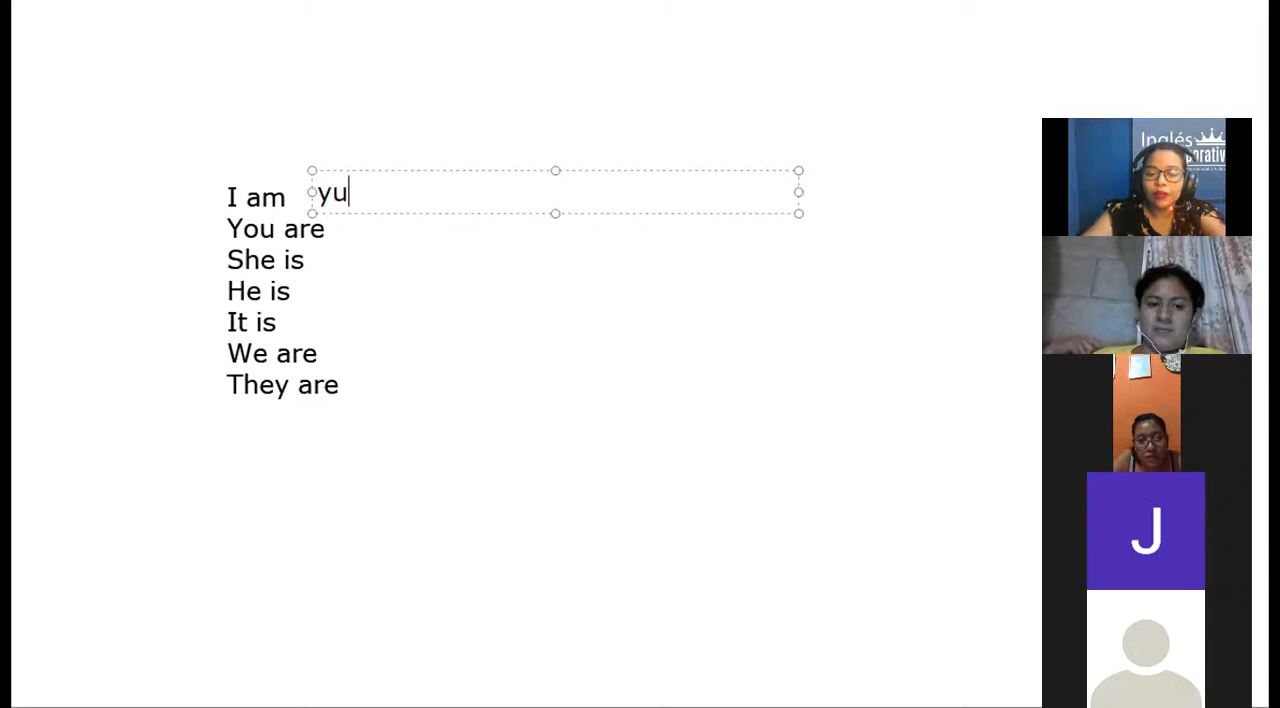 I am
yu
You are
She is
He is
It is
We are
They are
Inglés
J